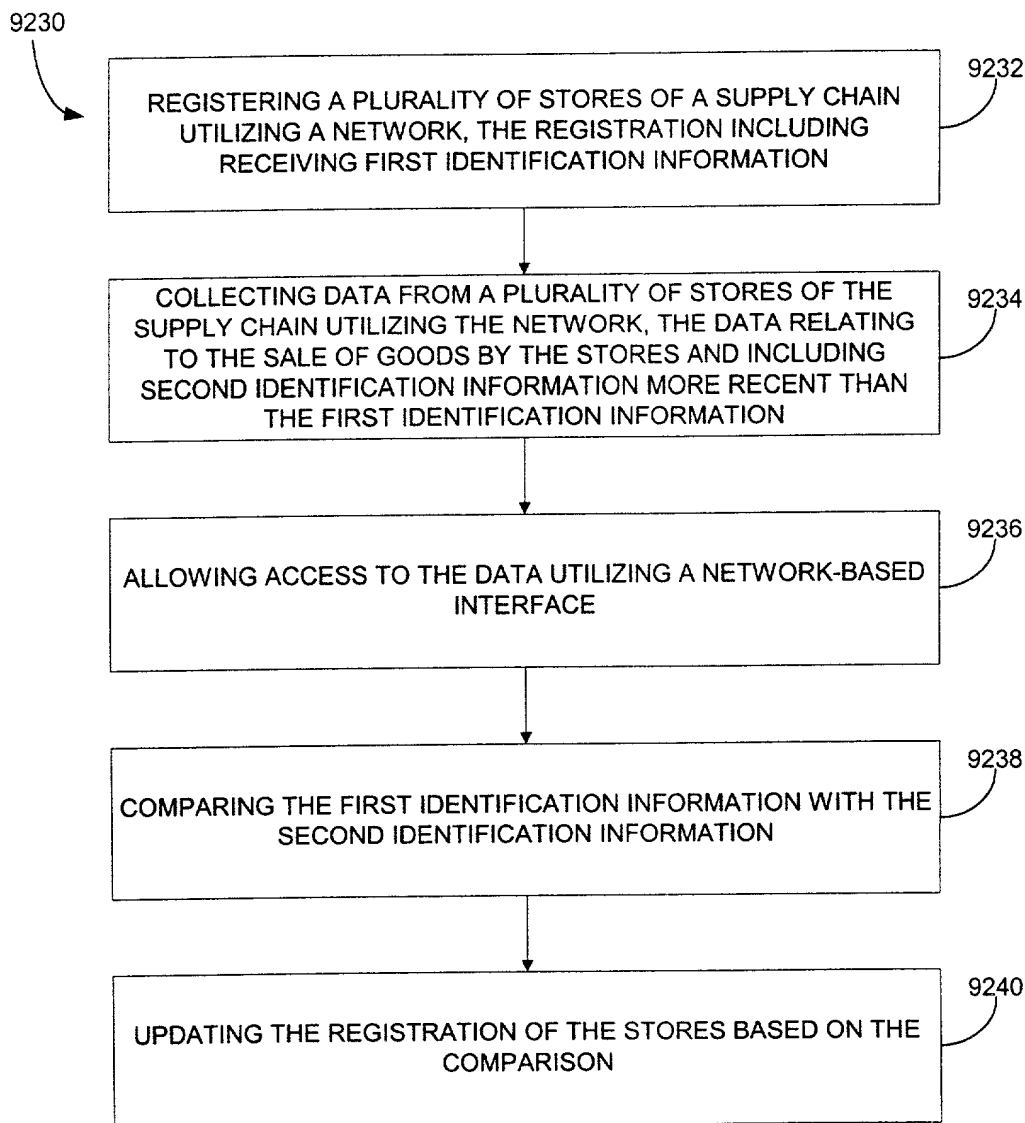 9230
9232
REGISTERING A PLURALITY OF STORES OF A SUPPLY CHAIN
UTILIZING A NETWORK, THE REGISTRATION INCLUDING
RECEIVING FIRST IDENTIFICATION INFORMATION
9234
COLLECTING DATA FROM A PLURALITY OF STORES OF THE
SUPPLY CHAIN UTILIZING THE NETWORK, THE DATA RELATING
TO THE SALE OF GOODS BY THE STORES AND INCLUDING
SECOND IDENTIFICATION INFORMATION MORE RECENT THAN
THE FIRST IDENTIFICATION INFORMATION
9236
ALLOWING ACCESS TO THE DATA UTILIZING A NETWORK-BASED
INTERFACE
9238
COMPARING THE FIRST IDENTIFICATION INFORMATION WITH THE
SECOND IDENTIFICATION INFORMATION
9240
UPDATING THE REGISTRATION OF THE STORES BASED ON THE
COMPARISON